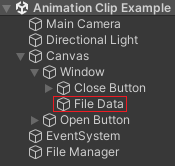 Animation Clip Example
Main Camera
Directional Light
Canvas
Window
Close Button
File Data
Open Button
EventSystem
File Manager